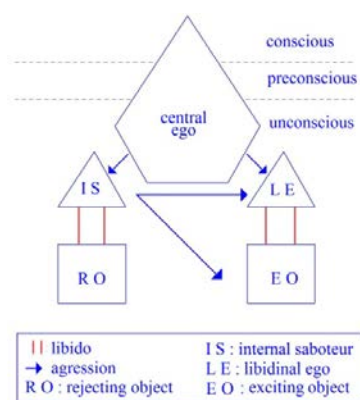 conscious
preconscious
unconscious
central
ego
I S
L E
R O
E O
libido
agression
R O : rejecting object
I S : internal saboteur
L E : libidinal ego
E O : exciting object